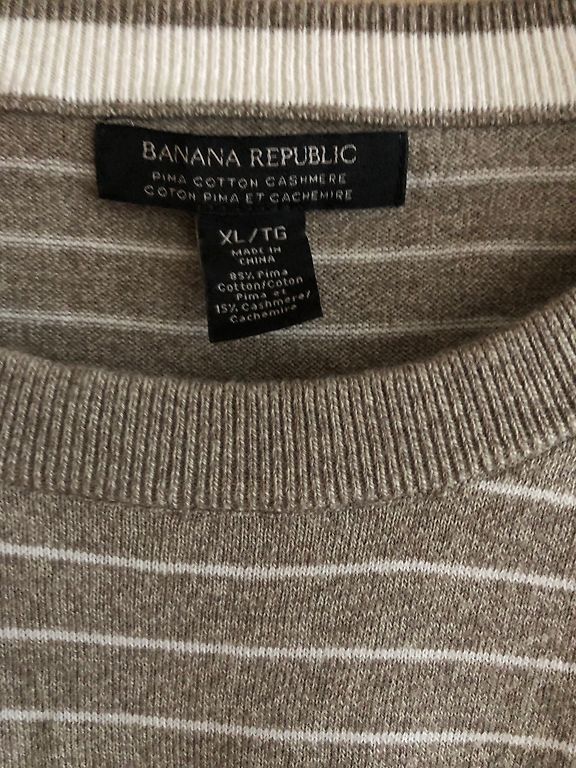 BANANA REPUBLIC
PIMA COTTON CASHMERE
COTON PIMA ET CACHEMIRE
XL/TG
MADE IN
CHINA
85% Pima
Cotton/Coton
Pima et
15% Cashmere/
Cachemire